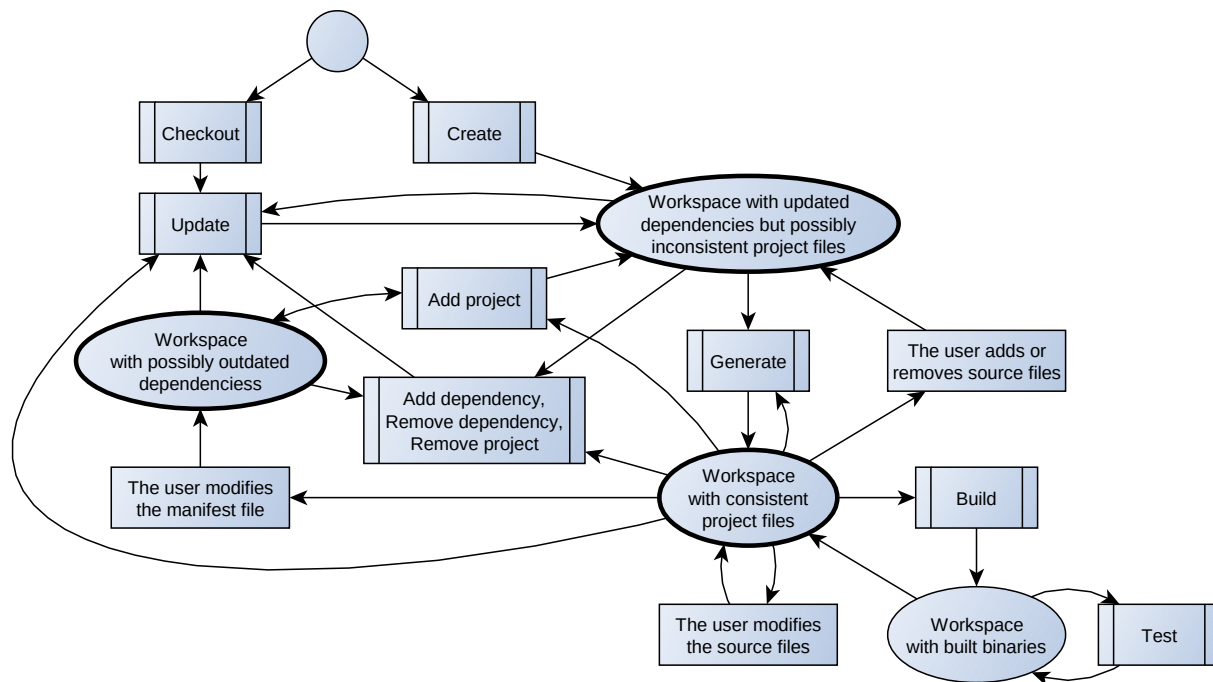 Checkout
Create
Update
Workspace with updated
dependencies but possibly
inconsistent project files
Add project
Workspace
with possibly outdated
dependenciess
Generate
The user adds or
removes source files
Add dependency,
Remove dependency,
Remove project
The user modifies
the manifest file
Workspace
with consistent
project files
Build
The user modifies
the source files
Workspace
with built binaries
Test